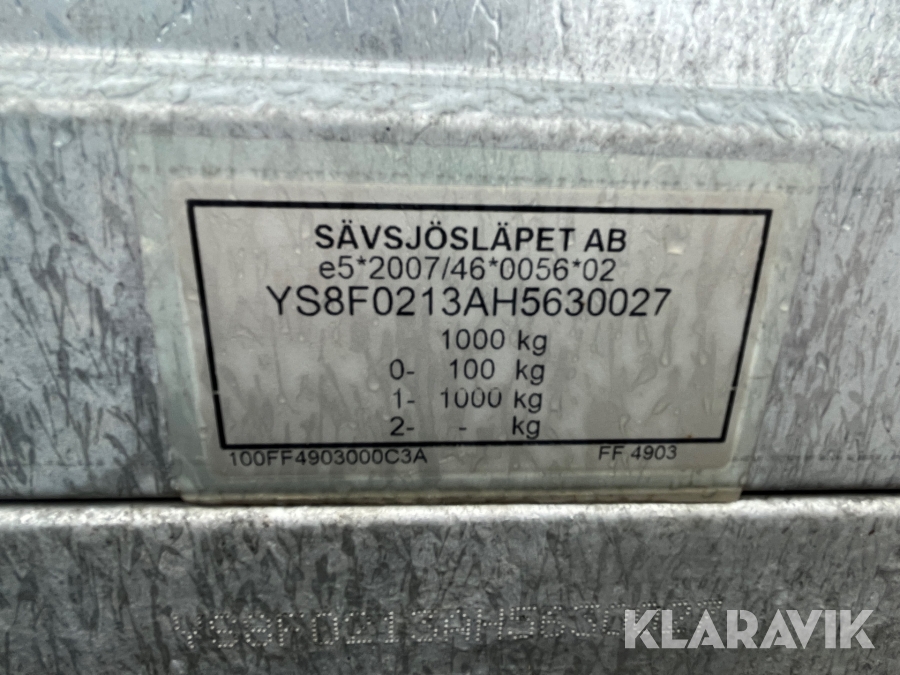 SÄVSJÖSLÄPET AB
e5*2007/46*0056*02
YS8F0213AH5630027
1000 kg
0- 100 kg
1- 1000 kg
2- - kg
100FF4903000C3A FF 4903
KLARAVIK